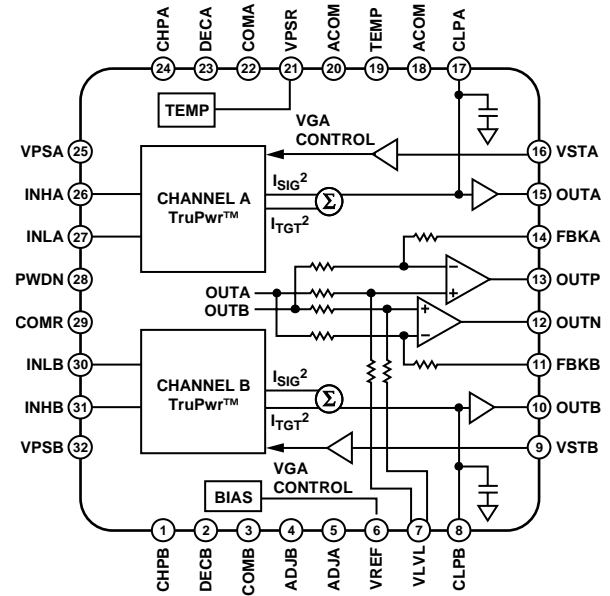 CHPA DECA COMA VPSR ACOM TEMP ACOM CLPA
24 23 22 21 20 19 18 17
TEMP
VGA
CONTROL
VPSA 25
16 VSTA
INHA 26
CHANNEL A
TruPwr™
ISIG2
Σ
ITGT2
15 OUTA
INLA 27
14 FBKA
PWDN 28
–
+
13 OUTP
OUTA
OUTB
COMR 29
+
–
12 OUTN
INLB 30
11 FBKB
CHANNEL B
TruPwr™
ISIG2
Σ
ITGT2
INHB 31
10 OUTB
VPSB 32
9 VSTB
VGA
CONTROL
BIAS
1 2 3 4 5 6 7 8
CHPB DECB COMB ADJB ADJA VREF VLVL CLPB